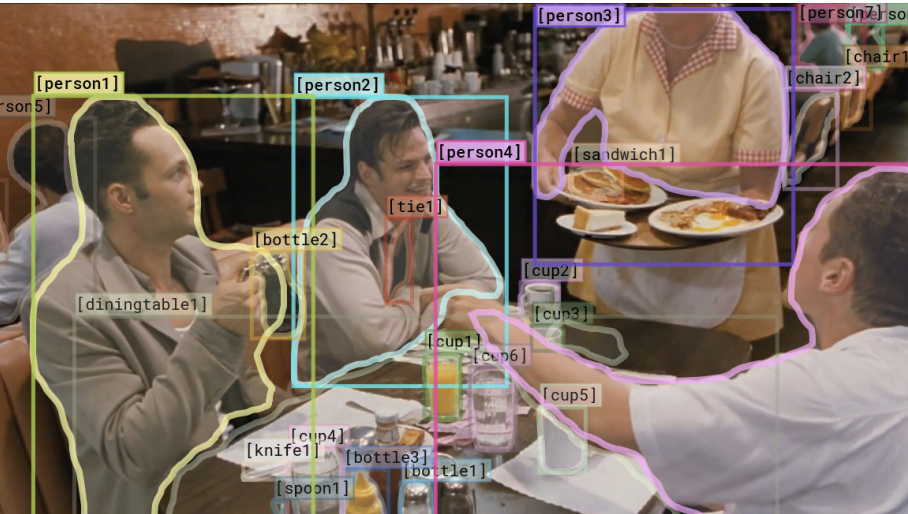 [person3]
[person7]
[person1]
[person2]
[chair2]
[person4]
[sandwich1]
[tie1]
[bottle2]
[cup2]
[diningtable1]
[cup3]
[cup1]
[cup6]
[cup5]
[cup4]
[knife1]
[bottle3]
[bottle1]
[spoon1]